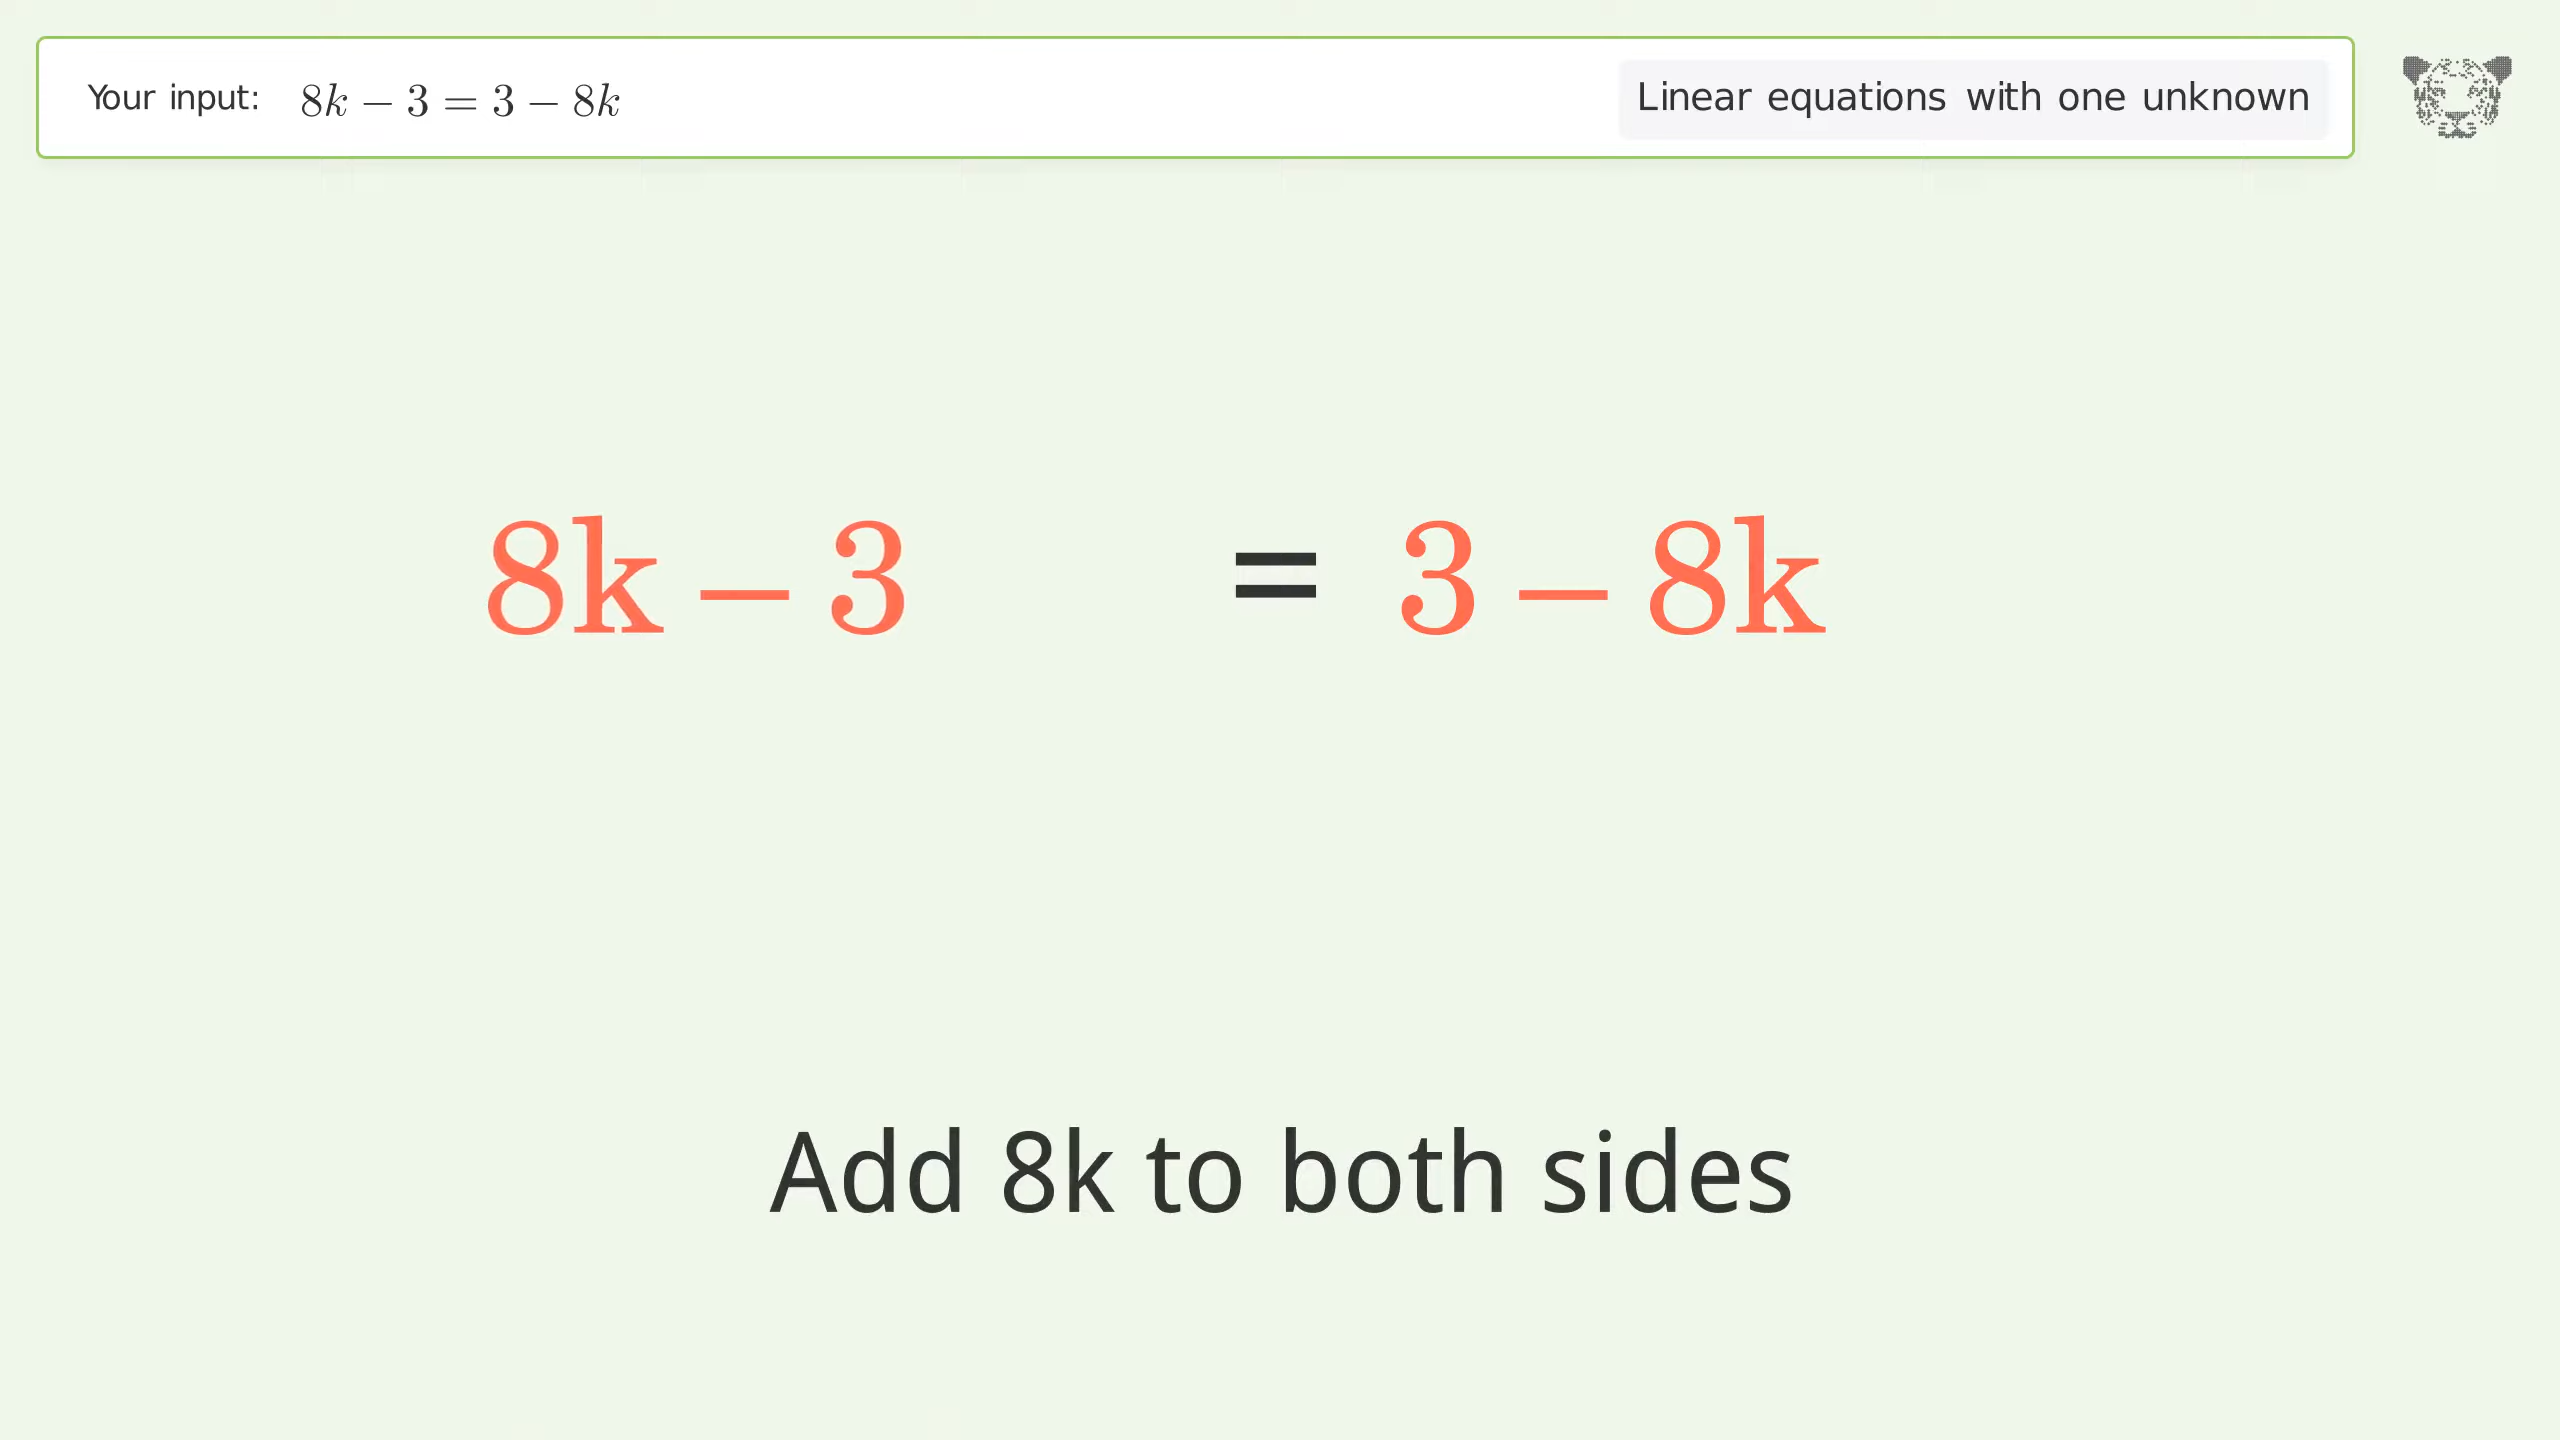 Your input: 8k − 3 = 3 − 8k
Linear equations with one unknown
8k − 3 = 3 − 8k
Add 8k to both sides